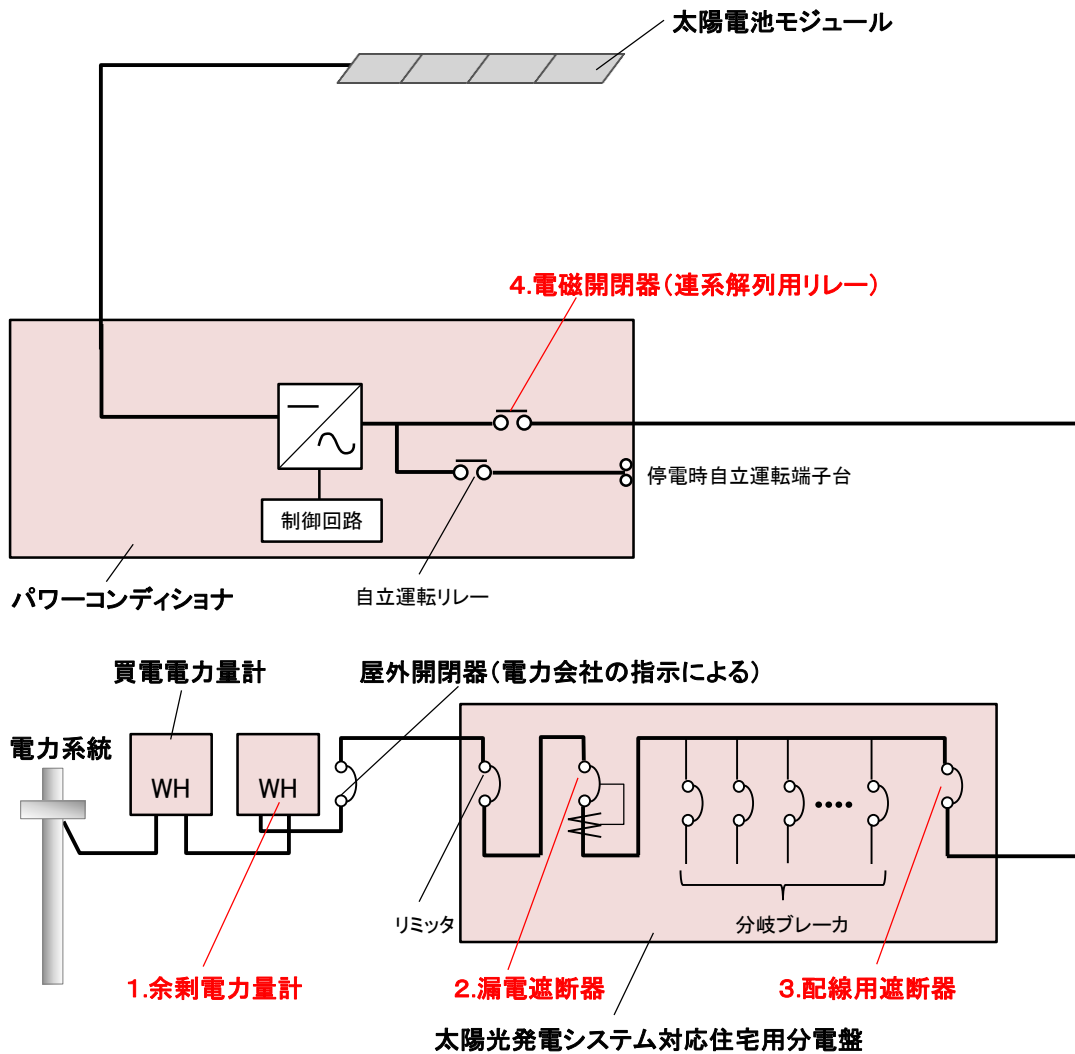 太陽電池モジュール
4.電磁開閉器(連系解列用リレー)
停電時自立運転端子台
制御回路
パワーコンディショナ
自立運転リレー
買電電力量計
屋外開閉器(電力会社の指示による)
電力系統
WH
WH
リミッタ
分岐ブレーカ
1.余剰電力量計
2.漏電遮断器
3.配線用遮断器
太陽光発電システム対応住宅用分電盤